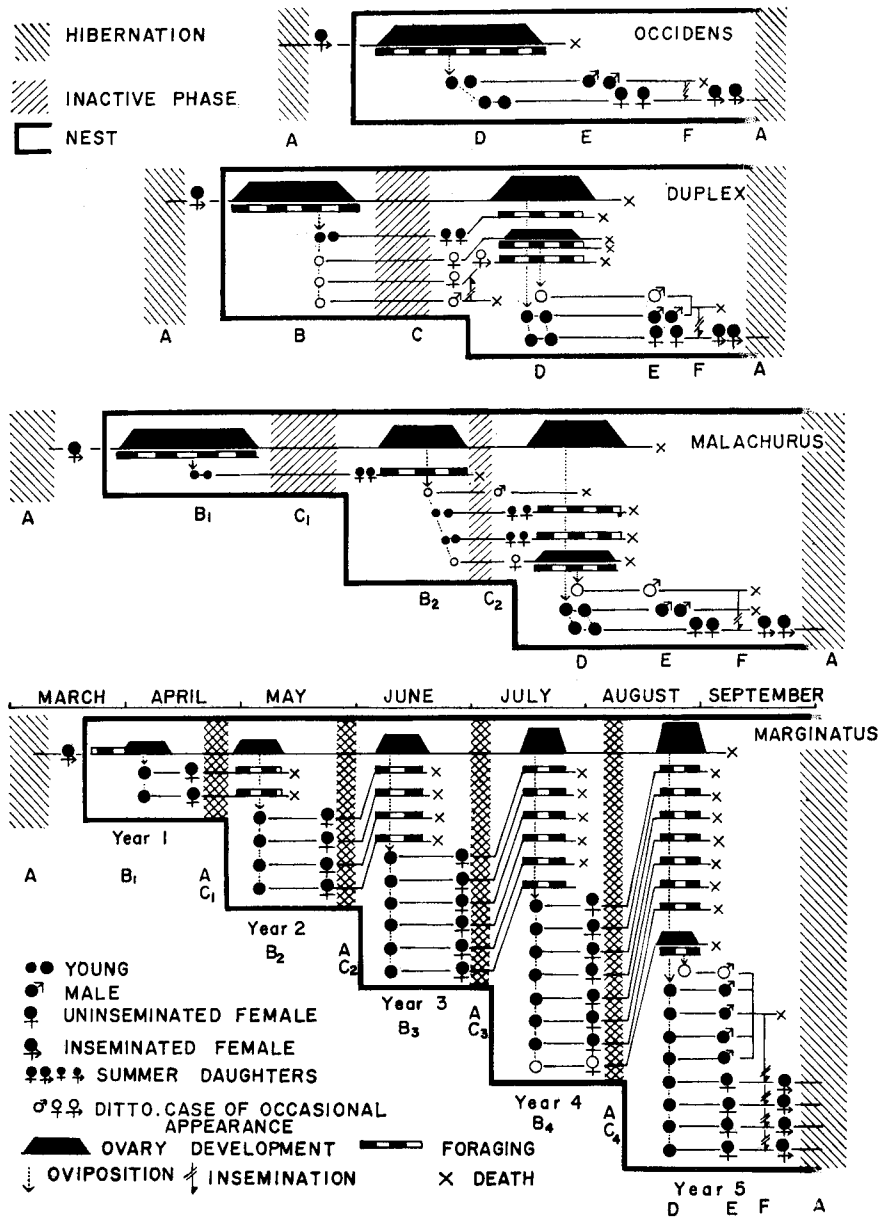 HIBERNATION
INACTIVE PHASE
NEST
OCCIDENS
A D E F A
DUPLEX
A B C D E F A
MALACHURUS
A B1 C1 B2 C2 D E F A
MARCH APRIL MAY JUNE JULY AUGUST SEPTEMBER
MARGINATUS
Year 1
A B1 A C1
Year 2
B2 A C2
Year 3
B3 A C3
Year 4
B4 A C4
Year 5
D E F A
YOUNG
MALE
UNINSEMINATED FEMALE
INSEMINATED FEMALE
SUMMER DAUGHTERS
♂♀♀ DITTO. CASE OF OCCASIONAL
APPEARANCE
OVARY DEVELOPMENT FORAGING
OVIPOSITION INSEMINATION × DEATH